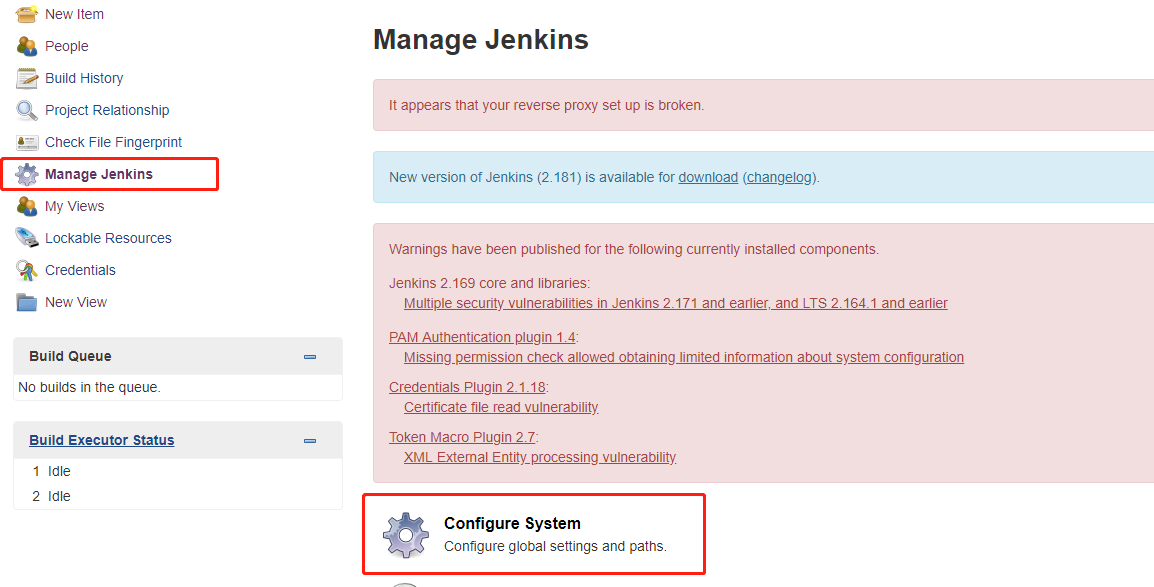 New Item
People
Build History
Project Relationship
Check File Fingerprint
Manage Jenkins
My Views
Lockable Resources
Credentials
New View
Build Queue
No builds in the queue.
Build Executor Status
1 Idle
2 Idle
Manage Jenkins
It appears that your reverse proxy set up is broken.
New version of Jenkins (2.181) is available for download (changelog).
Warnings have been published for the following currently installed components.
Jenkins 2.169 core and libraries:
Multiple security vulnerabilities in Jenkins 2.171 and earlier, and LTS 2.164.1 and earlier
PAM Authentication plugin 1.4:
Missing permission check allowed obtaining limited information about system configuration
Credentials Plugin 2.1.18:
Certificate file read vulnerability
Token Macro Plugin 2.7:
XML External Entity processing vulnerability
Configure System
Configure global settings and paths.